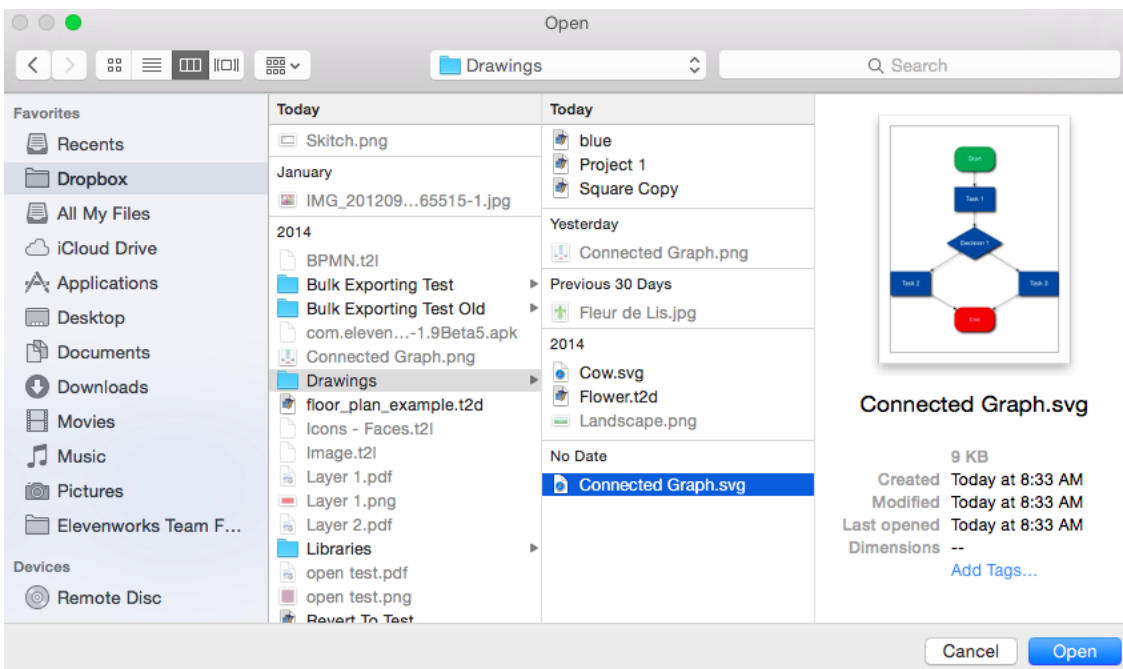 Open
Drawings
Search
Favorites
Recents
Dropbox
All My Files
iCloud Drive
Applications
Desktop
Documents
Downloads
Movies
Music
Pictures
Elevenworks Team F...
Devices
Remote Disc
Today
Skitch.png
January
IMG_201209...65515-1.jpg
2014
BPMN.t2l
Bulk Exporting Test
Bulk Exporting Test Old
com.eleven...-1.9Beta5.apk
Connected Graph.png
Drawings
floor_plan_example.t2d
Icons - Faces.t2l
Image.t2l
Layer 1.pdf
Layer 1.png
Layer 2.pdf
Libraries
open test.pdf
open test.png
Revert To Test
Today
blue
Project 1
Square Copy
Yesterday
Connected Graph.png
Previous 30 Days
Fleur de Lis.jpg
2014
Cow.svg
Flower.t2d
Landscape.png
No Date
Connected Graph.svg
Start
Task 1
Decision 1
Task 2
Task 3
End
Connected Graph.svg
9 KB
Created Today at 8:33 AM
Modified Today at 8:33 AM
Last opened Today at 8:33 AM
Dimensions --
Add Tags...
Cancel
Open